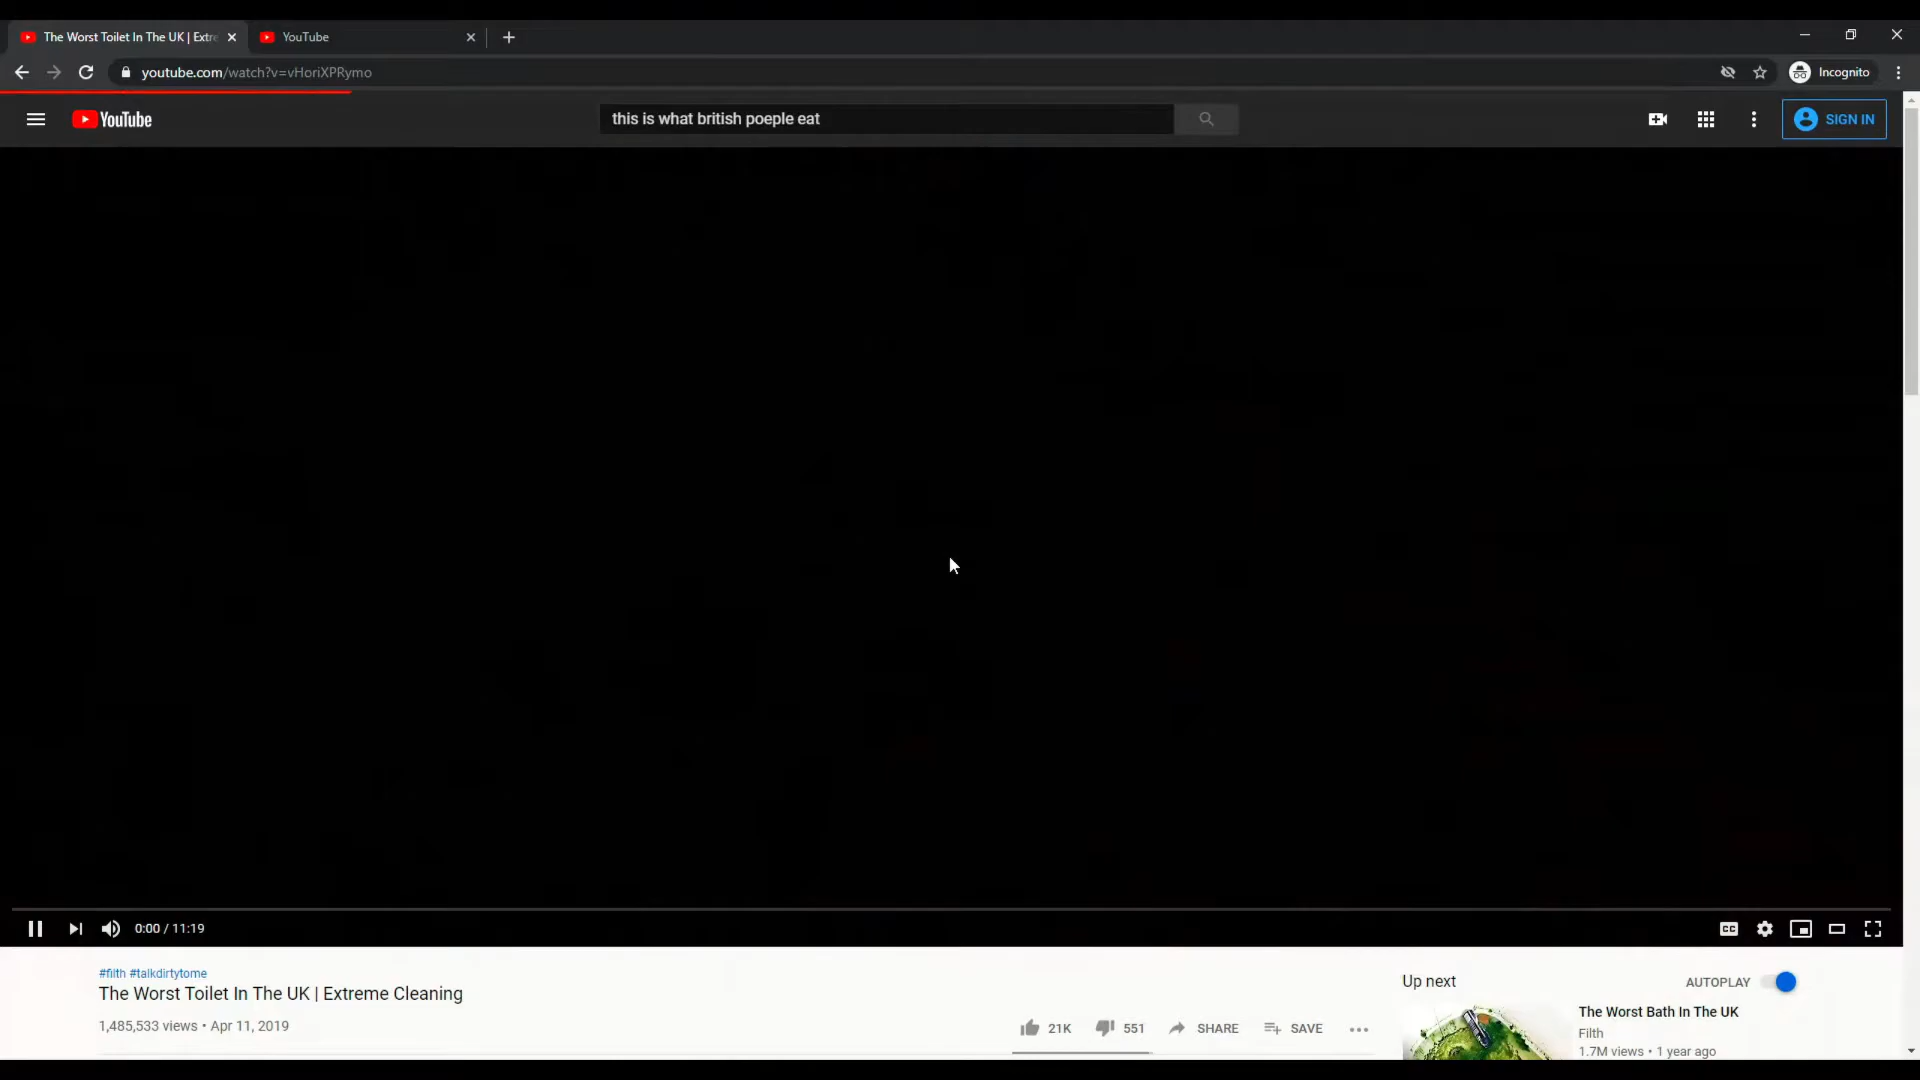 The Worst Toilet In The UK | Extre
YouTube
youtube.com/watch?v=vHoriXPRymo
Incognito
YouTube
this is what british poeple eat
SIGN IN
0:00 / 11:19
CC
#filth #talkdirtytome
The Worst Toilet In The UK | Extreme Cleaning
1,485,533 views • Apr 11, 2019
21K
551
SHARE
SAVE
Up next
AUTOPLAY
The Worst Bath In The UK
Filth
1.7M views • 1 year ago